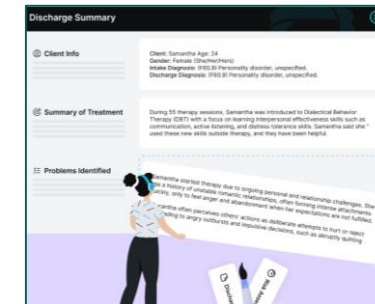 Discharge Summary
Client Info
Client: Samantha Age: 24
Gender: Female (She/Her/Hers)
Intake Diagnosis: (F60.9) Personality disorder, unspecified.
Discharge Diagnosis: (F60.9) Personality disorder, unspecified.
Summary of Treatment
During 55 therapy sessions, Samantha was introduced to Dialectical Behavior
Therapy (DBT) with a focus on learning interpersonal effectiveness skills such as
communication, active listening, and distress tolerance skills. Samantha said she "
used these new skills outside therapy, and they have been helpful.
Problems Identified
Samantha started therapy due to ongoing personal and relationship challenges. She
has a history of unstable romantic relationships, often forming intense attachments
quickly, only to feel anger and abandonment when her expectations are not fulfilled.
Samantha often perceives others' actions as deliberate attempts to hurt or reject
leading to angry outbursts and impulsive decisions, such as abruptly quitting